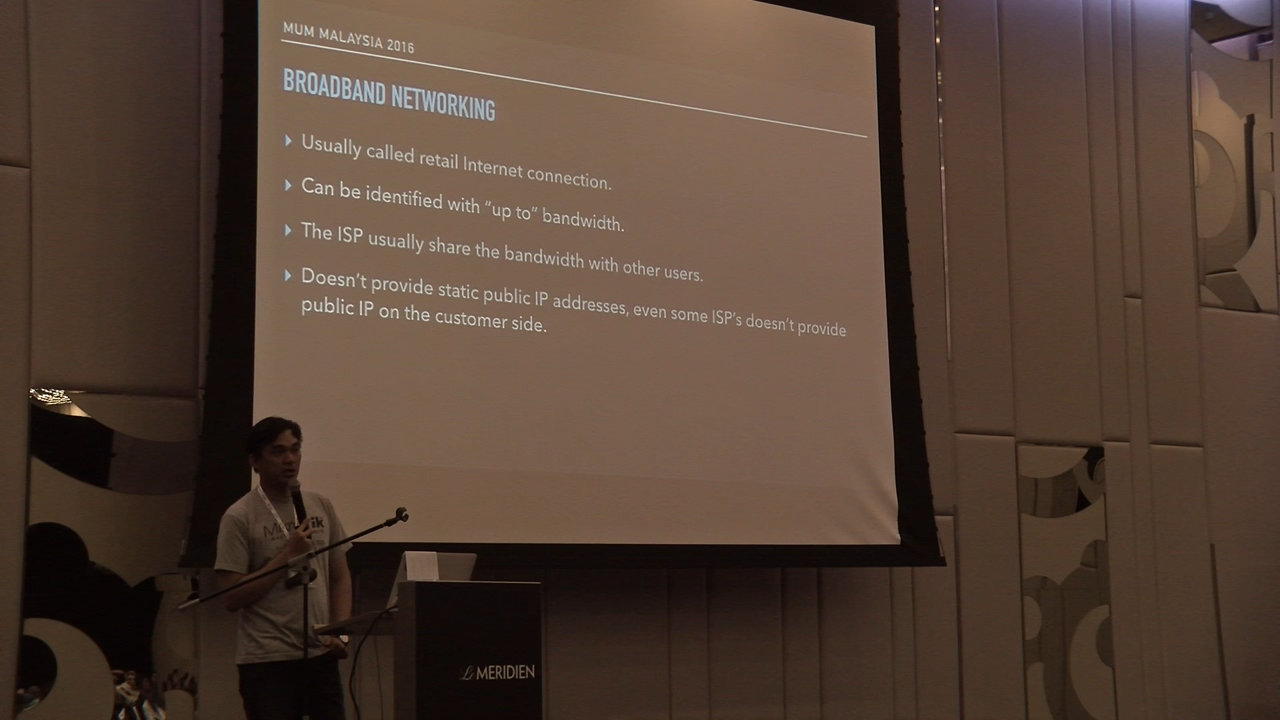 MUM MALAYSIA 2016
BROADBAND NETWORKING
Usually called retail Internet connection.
Can be identified with “up to” bandwidth.
The ISP usually share the bandwidth with other users.
Doesn’t provide static public IP addresses, even some ISP’s doesn’t provide
public IP on the customer side.
Le MERIDIEN